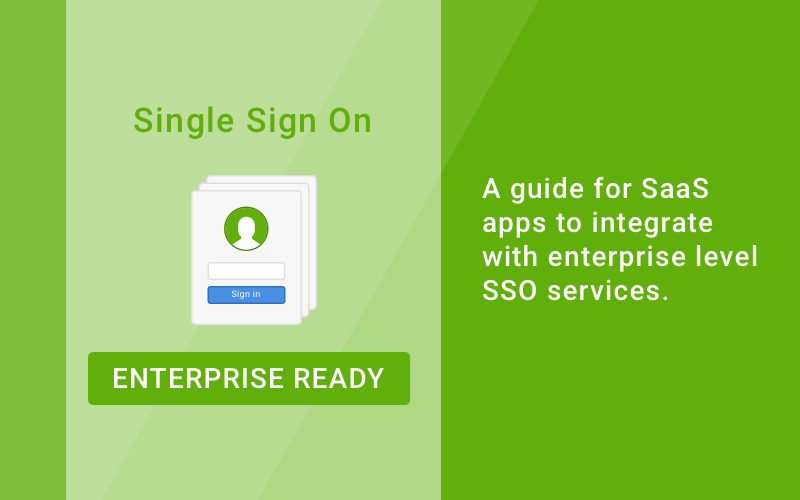 Single Sign On
Sign in
ENTERPRISE READY
A guide for SaaS
apps to integrate
with enterprise level
SSO services.